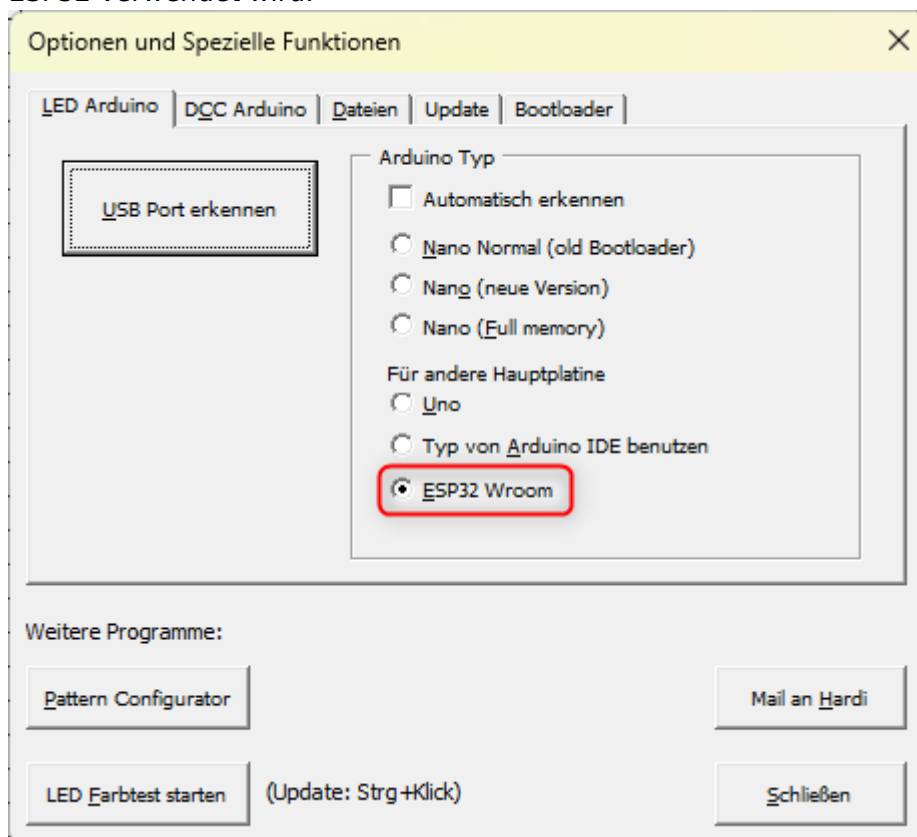 Optionen und Spezielle Funktionen
LED Arduino DCC Arduino Dateien Update Bootloader
USB Port erkennen
Arduino Typ
Automatisch erkennen
Nano Normal (old Bootloader)
Nano (neue Version)
Nano (Full memory)
Für andere Hauptplatine
Uno
Typ von Arduino IDE benutzen
ESP32 Wroom
Weitere Programme:
Pattern Configurator
Mail an Hardi
LED Farbtest starten
(Update: Strg+Klick)
Schließen